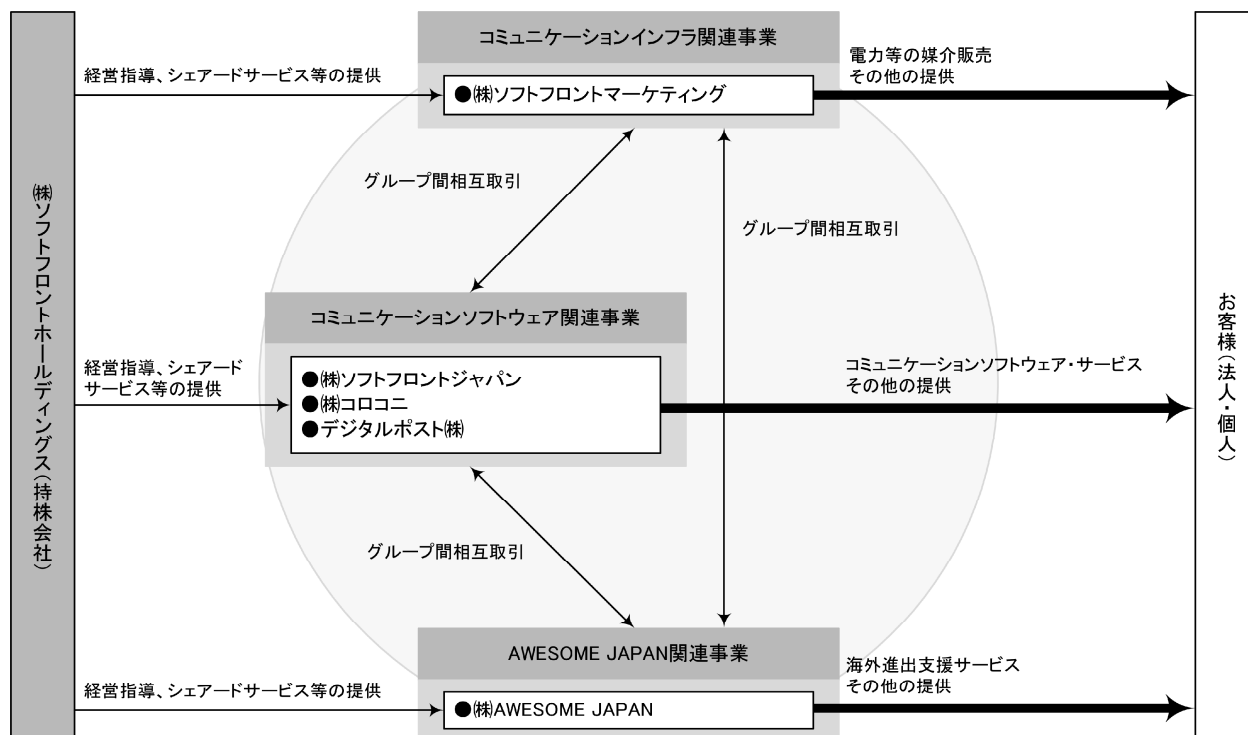 ㈱ソフトフロントホールディングス(持株会社)
コミュニケーションインフラ関連事業
経営指導、シェアードサービス等の提供
●㈱ソフトフロントマーケティング
電力等の媒介販売
その他の提供
グループ間相互取引
グループ間相互取引
コミュニケーションソフトウェア関連事業
経営指導、シェアード
サービス等の提供
●㈱ソフトフロントジャパン
●㈱コロコニ
●デジタルポスト㈱
コミュニケーションソフトウェア・サービス
その他の提供
グループ間相互取引
AWESOME JAPAN関連事業
経営指導、シェアードサービス等の提供
●㈱AWESOME JAPAN
海外進出支援サービス
その他の提供
お客様(法人・個人)